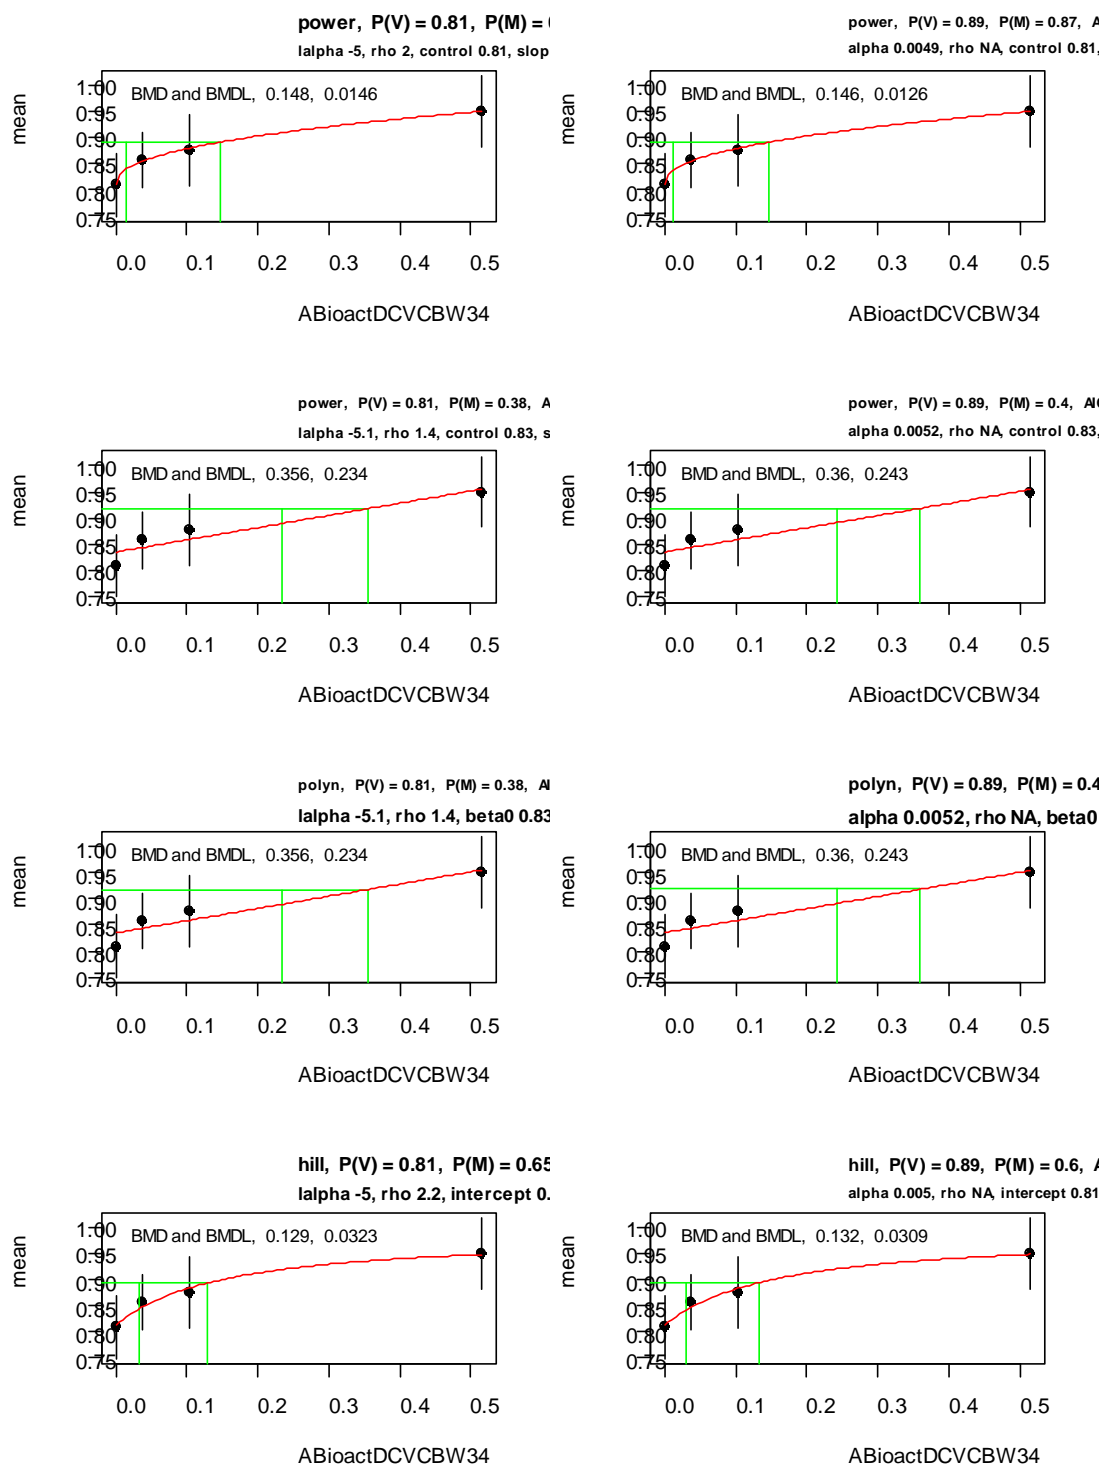 power, P(V) = 0.81, P(M) =
lalpha -5, rho 2, control 0.81, slop
mean
1.00
0.95
0.90
0.85
0.80
0.75
BMD and BMDL, 0.148, 0.0146
0.0 0.1 0.2 0.3 0.4 0.5
ABioactDCVCBW34
power, P(V) = 0.89, P(M) = 0.87, A
alpha 0.0049, rho NA, control 0.81,
mean
1.00
0.95
0.90
0.85
0.80
0.75
BMD and BMDL, 0.146, 0.0126
0.0 0.1 0.2 0.3 0.4 0.5
ABioactDCVCBW34
power, P(V) = 0.81, P(M) = 0.38, A
lalpha -5.1, rho 1.4, control 0.83, s
mean
1.00
0.95
0.90
0.85
0.80
0.75
BMD and BMDL, 0.356, 0.234
0.0 0.1 0.2 0.3 0.4 0.5
ABioactDCVCBW34
power, P(V) = 0.89, P(M) = 0.4, AIC
alpha 0.0052, rho NA, control 0.83,
mean
1.00
0.95
0.90
0.85
0.80
0.75
BMD and BMDL, 0.36, 0.243
0.0 0.1 0.2 0.3 0.4 0.5
ABioactDCVCBW34
polyn, P(V) = 0.81, P(M) = 0.38, AI
lalpha -5.1, rho 1.4, beta0 0.83
mean
1.00
0.95
0.90
0.85
0.80
0.75
BMD and BMDL, 0.356, 0.234
0.0 0.1 0.2 0.3 0.4 0.5
ABioactDCVCBW34
polyn, P(V) = 0.89, P(M) = 0.4
alpha 0.0052, rho NA, beta0
mean
1.00
0.95
0.90
0.85
0.80
0.75
BMD and BMDL, 0.36, 0.243
0.0 0.1 0.2 0.3 0.4 0.5
ABioactDCVCBW34
hill, P(V) = 0.81, P(M) = 0.65
lalpha -5, rho 2.2, intercept 0.
mean
1.00
0.95
0.90
0.85
0.80
0.75
BMD and BMDL, 0.129, 0.0323
0.0 0.1 0.2 0.3 0.4 0.5
ABioactDCVCBW34
hill, P(V) = 0.89, P(M) = 0.6, A
alpha 0.005, rho NA, intercept 0.81
mean
1.00
0.95
0.90
0.85
0.80
0.75
BMD and BMDL, 0.132, 0.0309
0.0 0.1 0.2 0.3 0.4 0.5
ABioactDCVCBW34